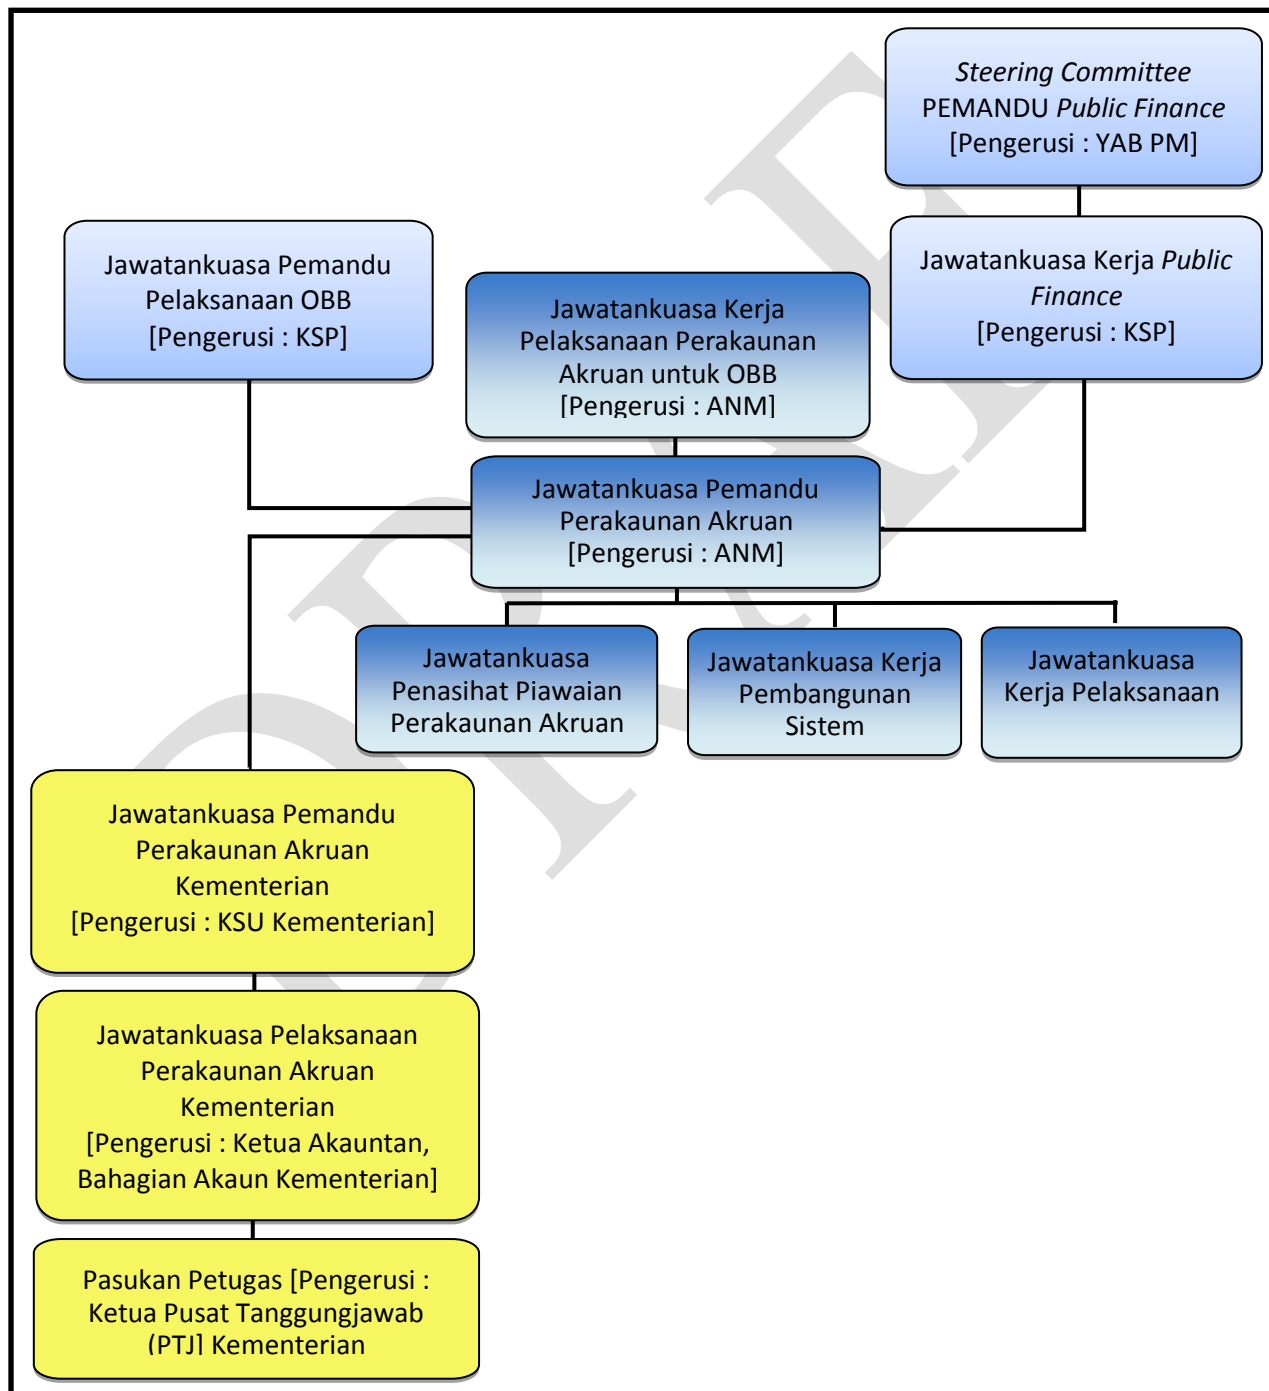 Steering Committee
PEMANDU Public Finance
[Pengerusi : YAB PM]
Jawatankuasa Pemandu
Pelaksanaan OBB
[Pengerusi : KSP]
Jawatankuasa Kerja
Pelaksanaan Perakaunan
Akruan untuk OBB
[Pengerusi : ANM]
Jawatankuasa Kerja Public
Finance
[Pengerusi : KSP]
Jawatankuasa Pemandu
Perakaunan Akruan
[Pengerusi : ANM]
Jawatankuasa
Penasihat Piawaian
Perakaunan Akruan
Jawatankuasa Kerja
Pembangunan
Sistem
Jawatankuasa
Kerja Pelaksanaan
Jawatankuasa Pemandu
Perakaunan Akruan
Kementerian
[Pengerusi : KSU Kementerian]
Jawatankuasa Pelaksanaan
Perakaunan Akruan
Kementerian
[Pengerusi : Ketua Akauntan,
Bahagian Akaun Kementerian]
Pasukan Petugas [Pengerusi :
Ketua Pusat Tanggungjawab
(PTJ] Kementerian
DRAF